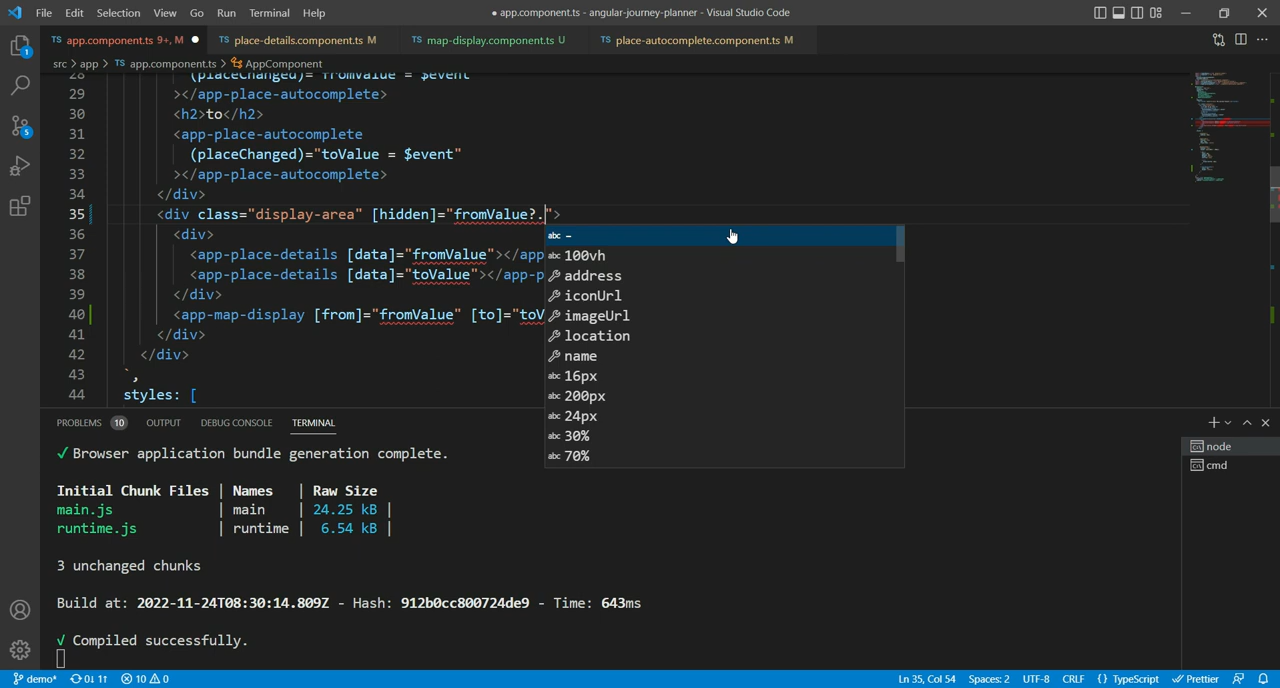 File Edit Selection View Go Run Terminal Help
● app.component.ts - angular-journey-planner - Visual Studio Code
1
TS app.component.ts 9+, M ●
TS place-details.component.ts M
TS map-display.component.ts U
TS place-autocomplete.component.ts M
src > app > TS app.component.ts > AppComponent
28 (placeChanged)="fromValue = $event"
29 ></app-place-autocomplete>
30 <h2>to</h2>
31 <app-place-autocomplete
32 (placeChanged)="toValue = $event"
33 ></app-place-autocomplete>
34 </div>
35 <div class="display-area" [hidden]="fromValue?.">
36 <div>
37 <app-place-details [data]="fromValue"></app
38 <app-place-details [data]="toValue"></app-p
39 </div>
40 <app-map-display [from]="fromValue" [to]="toV
41 </div>
42 </div>
43 `,
44 styles: [
abc -
abc 100vh
address
iconUrl
imageUrl
location
name
abc 16px
abc 200px
abc 24px
abc 30%
abc 70%
5
PROBLEMS 10 OUTPUT DEBUG CONSOLE TERMINAL
node
cmd
√ Browser application bundle generation complete.
Initial Chunk Files | Names | Raw Size
main.js | main | 24.25 kB |
runtime.js | runtime | 6.54 kB |
3 unchanged chunks
Build at: 2022-11-24T08:30:14.809Z - Hash: 912b0cc800724de9 - Time: 643ms
√ Compiled successfully.
demo* 0↓ 1↑ 10 0
Ln 35, Col 54 Spaces: 2 UTF-8 CRLF {} TypeScript Prettier